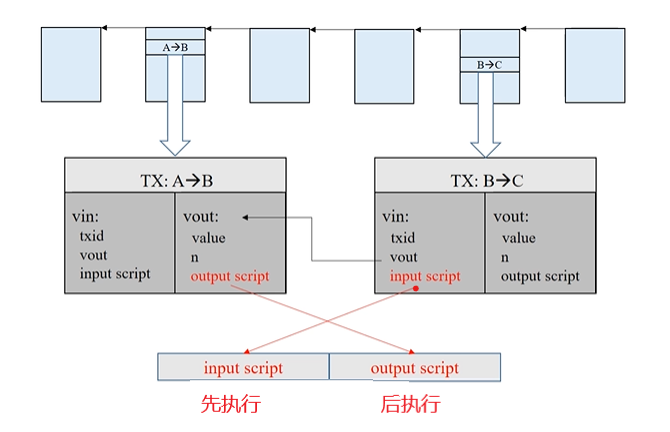 A→B
B→C
TX: A→B
vin:
txid
vout
input script
vout:
value
n
output script
TX: B→C
vin:
txid
vout
input script
vout:
value
n
output script
input script
output script
先执行
后执行